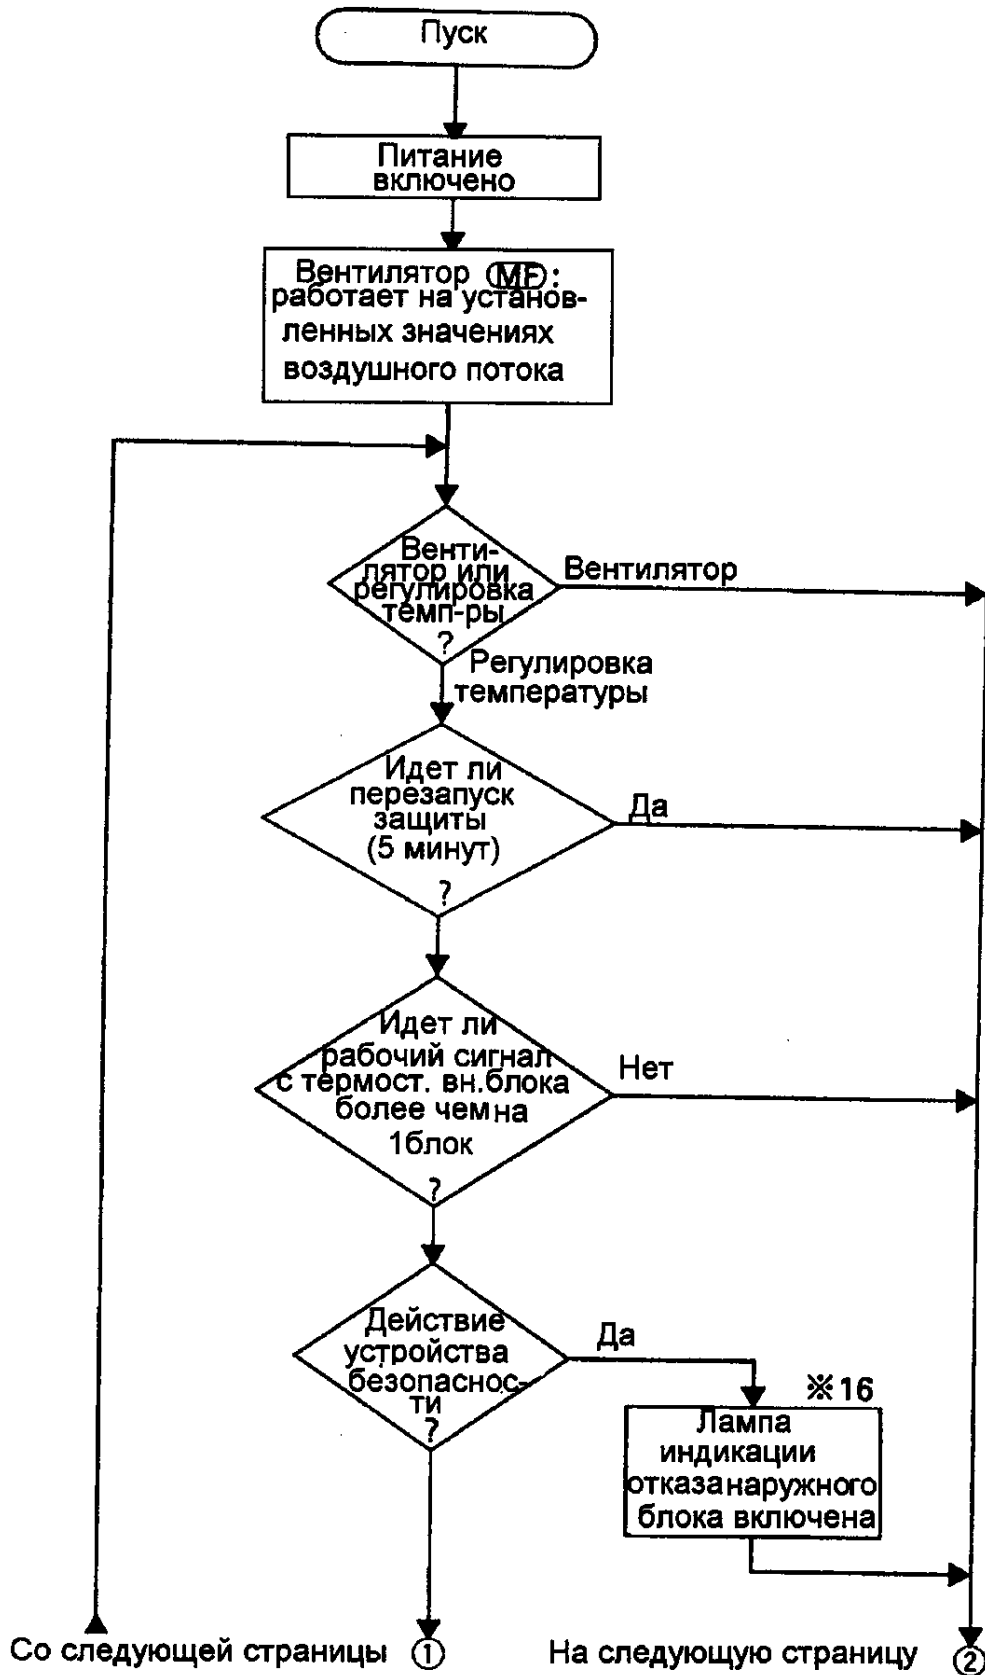 Пуск
Питание
включено
Вентилятор (MF):
работает на установ-
ленных значениях
воздушного потока
Венти-
лятор или
регулировка
темп-ры
?
Вентилятор
Регулировка
температуры
Идет ли
перезапуск
защиты
(5 минут)
?
Да
Идет ли
рабочий сигнал
с термост. вн.блока
более чем на
1блок
?
Нет
Действие
устройства
безопаснос-
ти
?
Да
※16
Лампа
индикации
отказа наружного
блока включена
Со следующей страницы ①
На следующую страницу ②